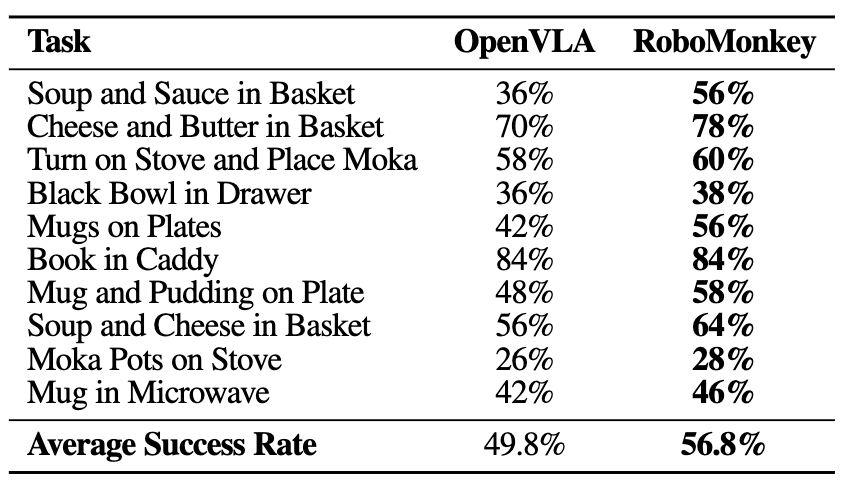 Task OpenVLA RoboMonkey
Soup and Sauce in Basket 36% 56%
Cheese and Butter in Basket 70% 78%
Turn on Stove and Place Moka 58% 60%
Black Bowl in Drawer 36% 38%
Mugs on Plates 42% 56%
Book in Caddy 84% 84%
Mug and Pudding on Plate 48% 58%
Soup and Cheese in Basket 56% 64%
Moka Pots on Stove 26% 28%
Mug in Microwave 42% 46%
Average Success Rate 49.8% 56.8%